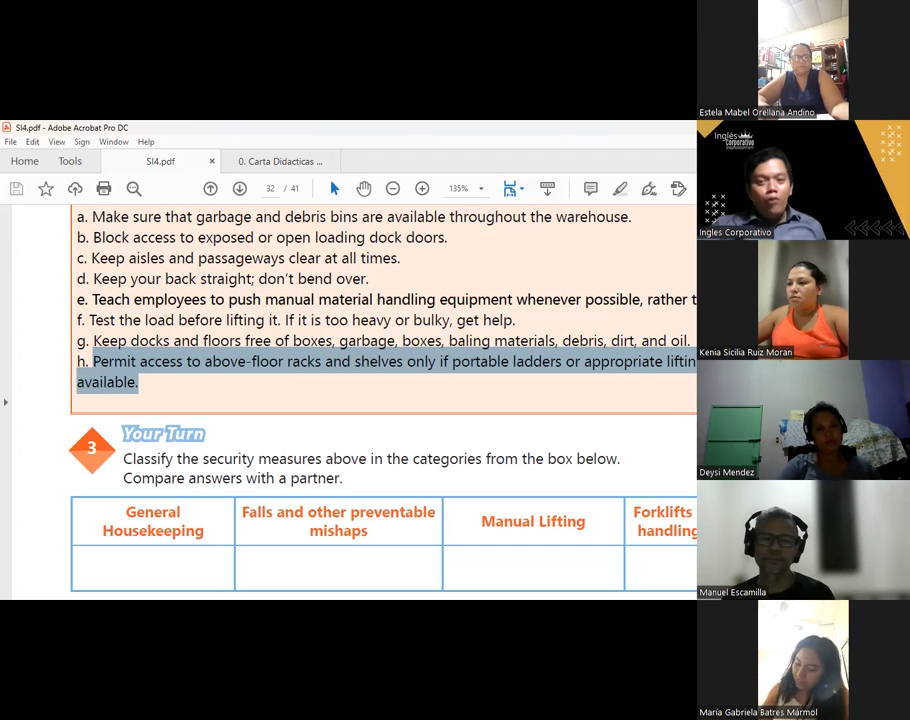 SI4.pdf - Adobe Acrobat Pro DC
File Edit View Sign Window Help
Home Tools SI4.pdf × 0. Carta Didacticas ...
32 / 41 135%
a. Make sure that garbage and debris bins are available throughout the warehouse.
b. Block access to exposed or open loading dock doors.
c. Keep aisles and passageways clear at all times.
d. Keep your back straight; don't bend over.
e. Teach employees to push manual material handling equipment whenever possible, rather t
f. Test the load before lifting it. If it is too heavy or bulky, get help.
g. Keep docks and floors free of boxes, garbage, boxes, baling materials, debris, dirt, and oil.
h. Permit access to above-floor racks and shelves only if portable ladders or appropriate liftin
available.
3 Your Turn
Classify the security measures above in the categories from the box below.
Compare answers with a partner.
General
Housekeeping
Falls and other preventable
mishaps
Manual Lifting
Forklifts
handling
Estela Mabel Orellana Andino
Inglés
Corporativo
Ingles Corporativo
Kenia Sicilia Ruiz Moran
Deysi Mendez
Manuel Escamilla
María Gabriela Batres Mármol